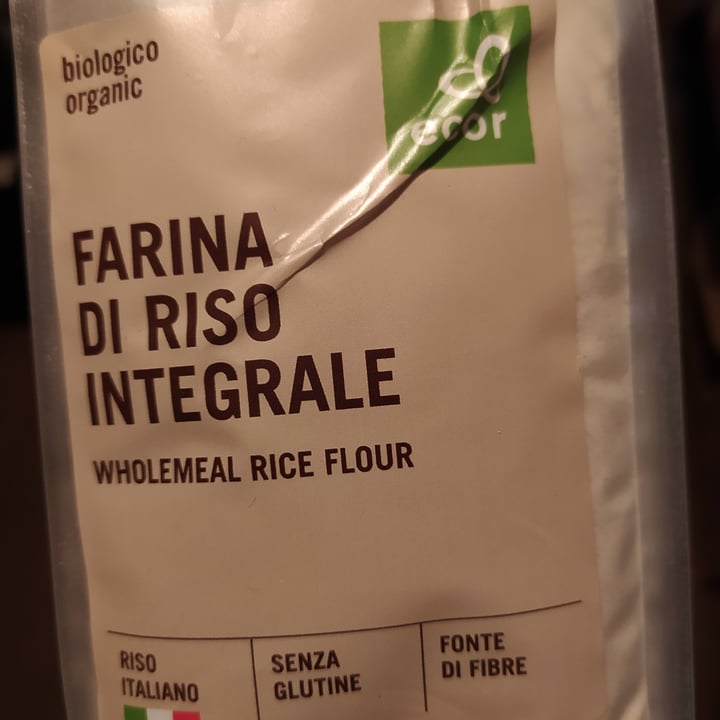 biologico
organic
ecor
FARINA
DI RISO
INTEGRALE
WHOLEMEAL RICE FLOUR
RISO
ITALIANO
SENZA
GLUTINE
FONTE
DI FIBRE